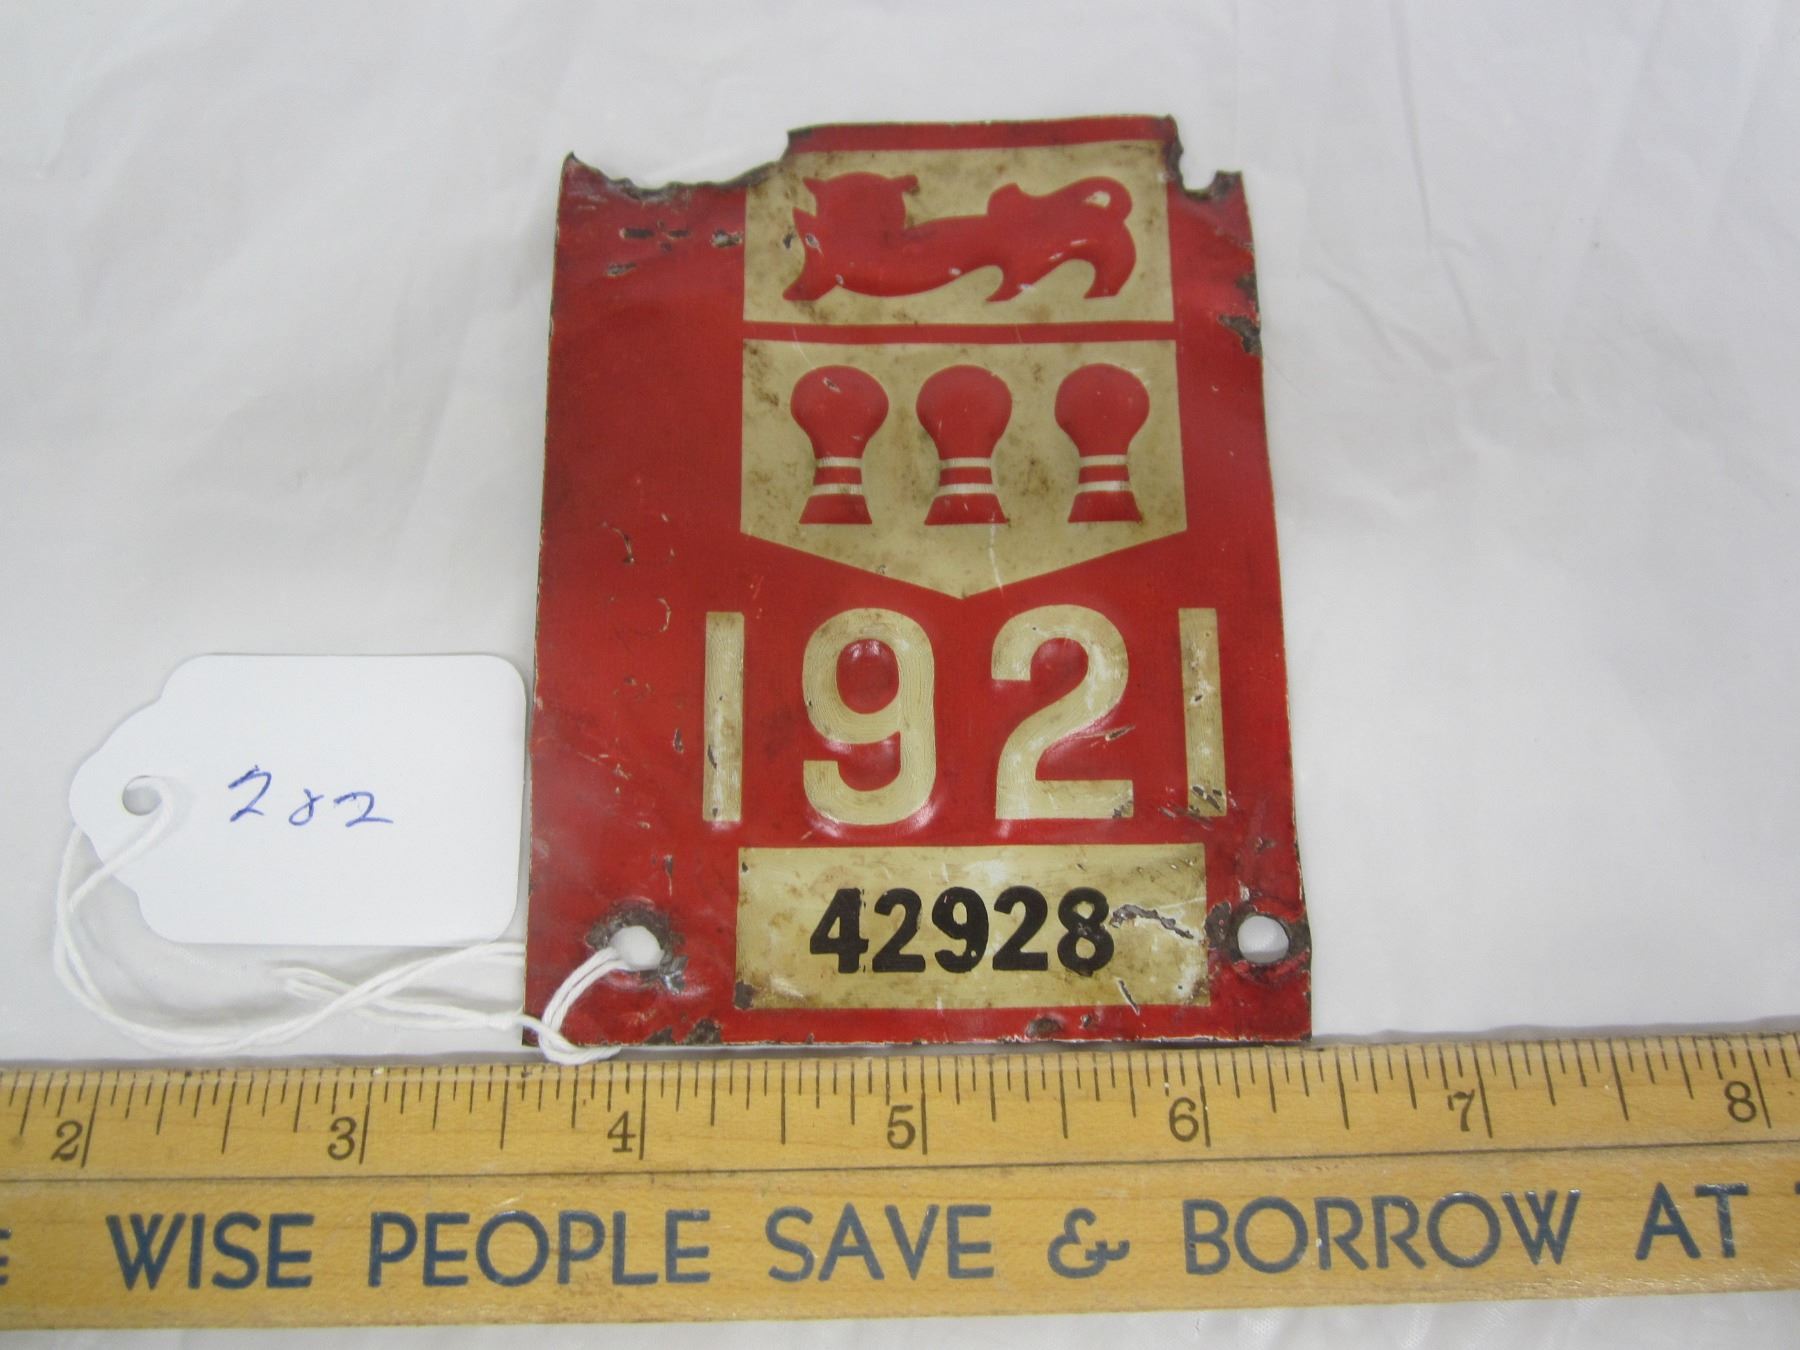 1921
42928
282
2 3 4 5 6 7 8
WISE PEOPLE SAVE & BORROW AT